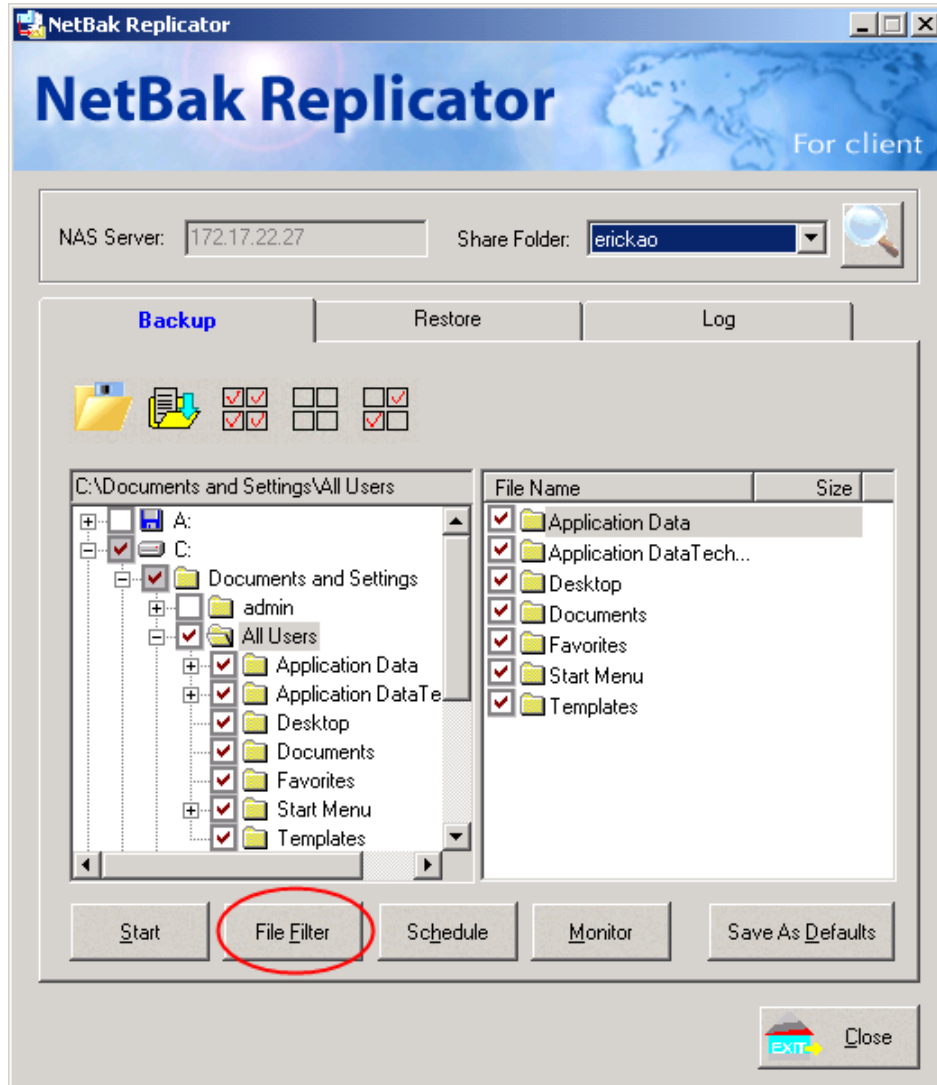 NetBak Replicator
NetBak Replicator
For client
NAS Server: 172.17.22.27 Share Folder: erickao
Backup Restore Log
C:\Documents and Settings\All Users
A:
C:
Documents and Settings
admin
All Users
Application Data
Application DataTe
Desktop
Documents
Favorites
Start Menu
Templates
File Name Size
Application Data
Application DataTech...
Desktop
Documents
Favorites
Start Menu
Templates
Start File Filter Schedule Monitor Save As Defaults
EXIT Close